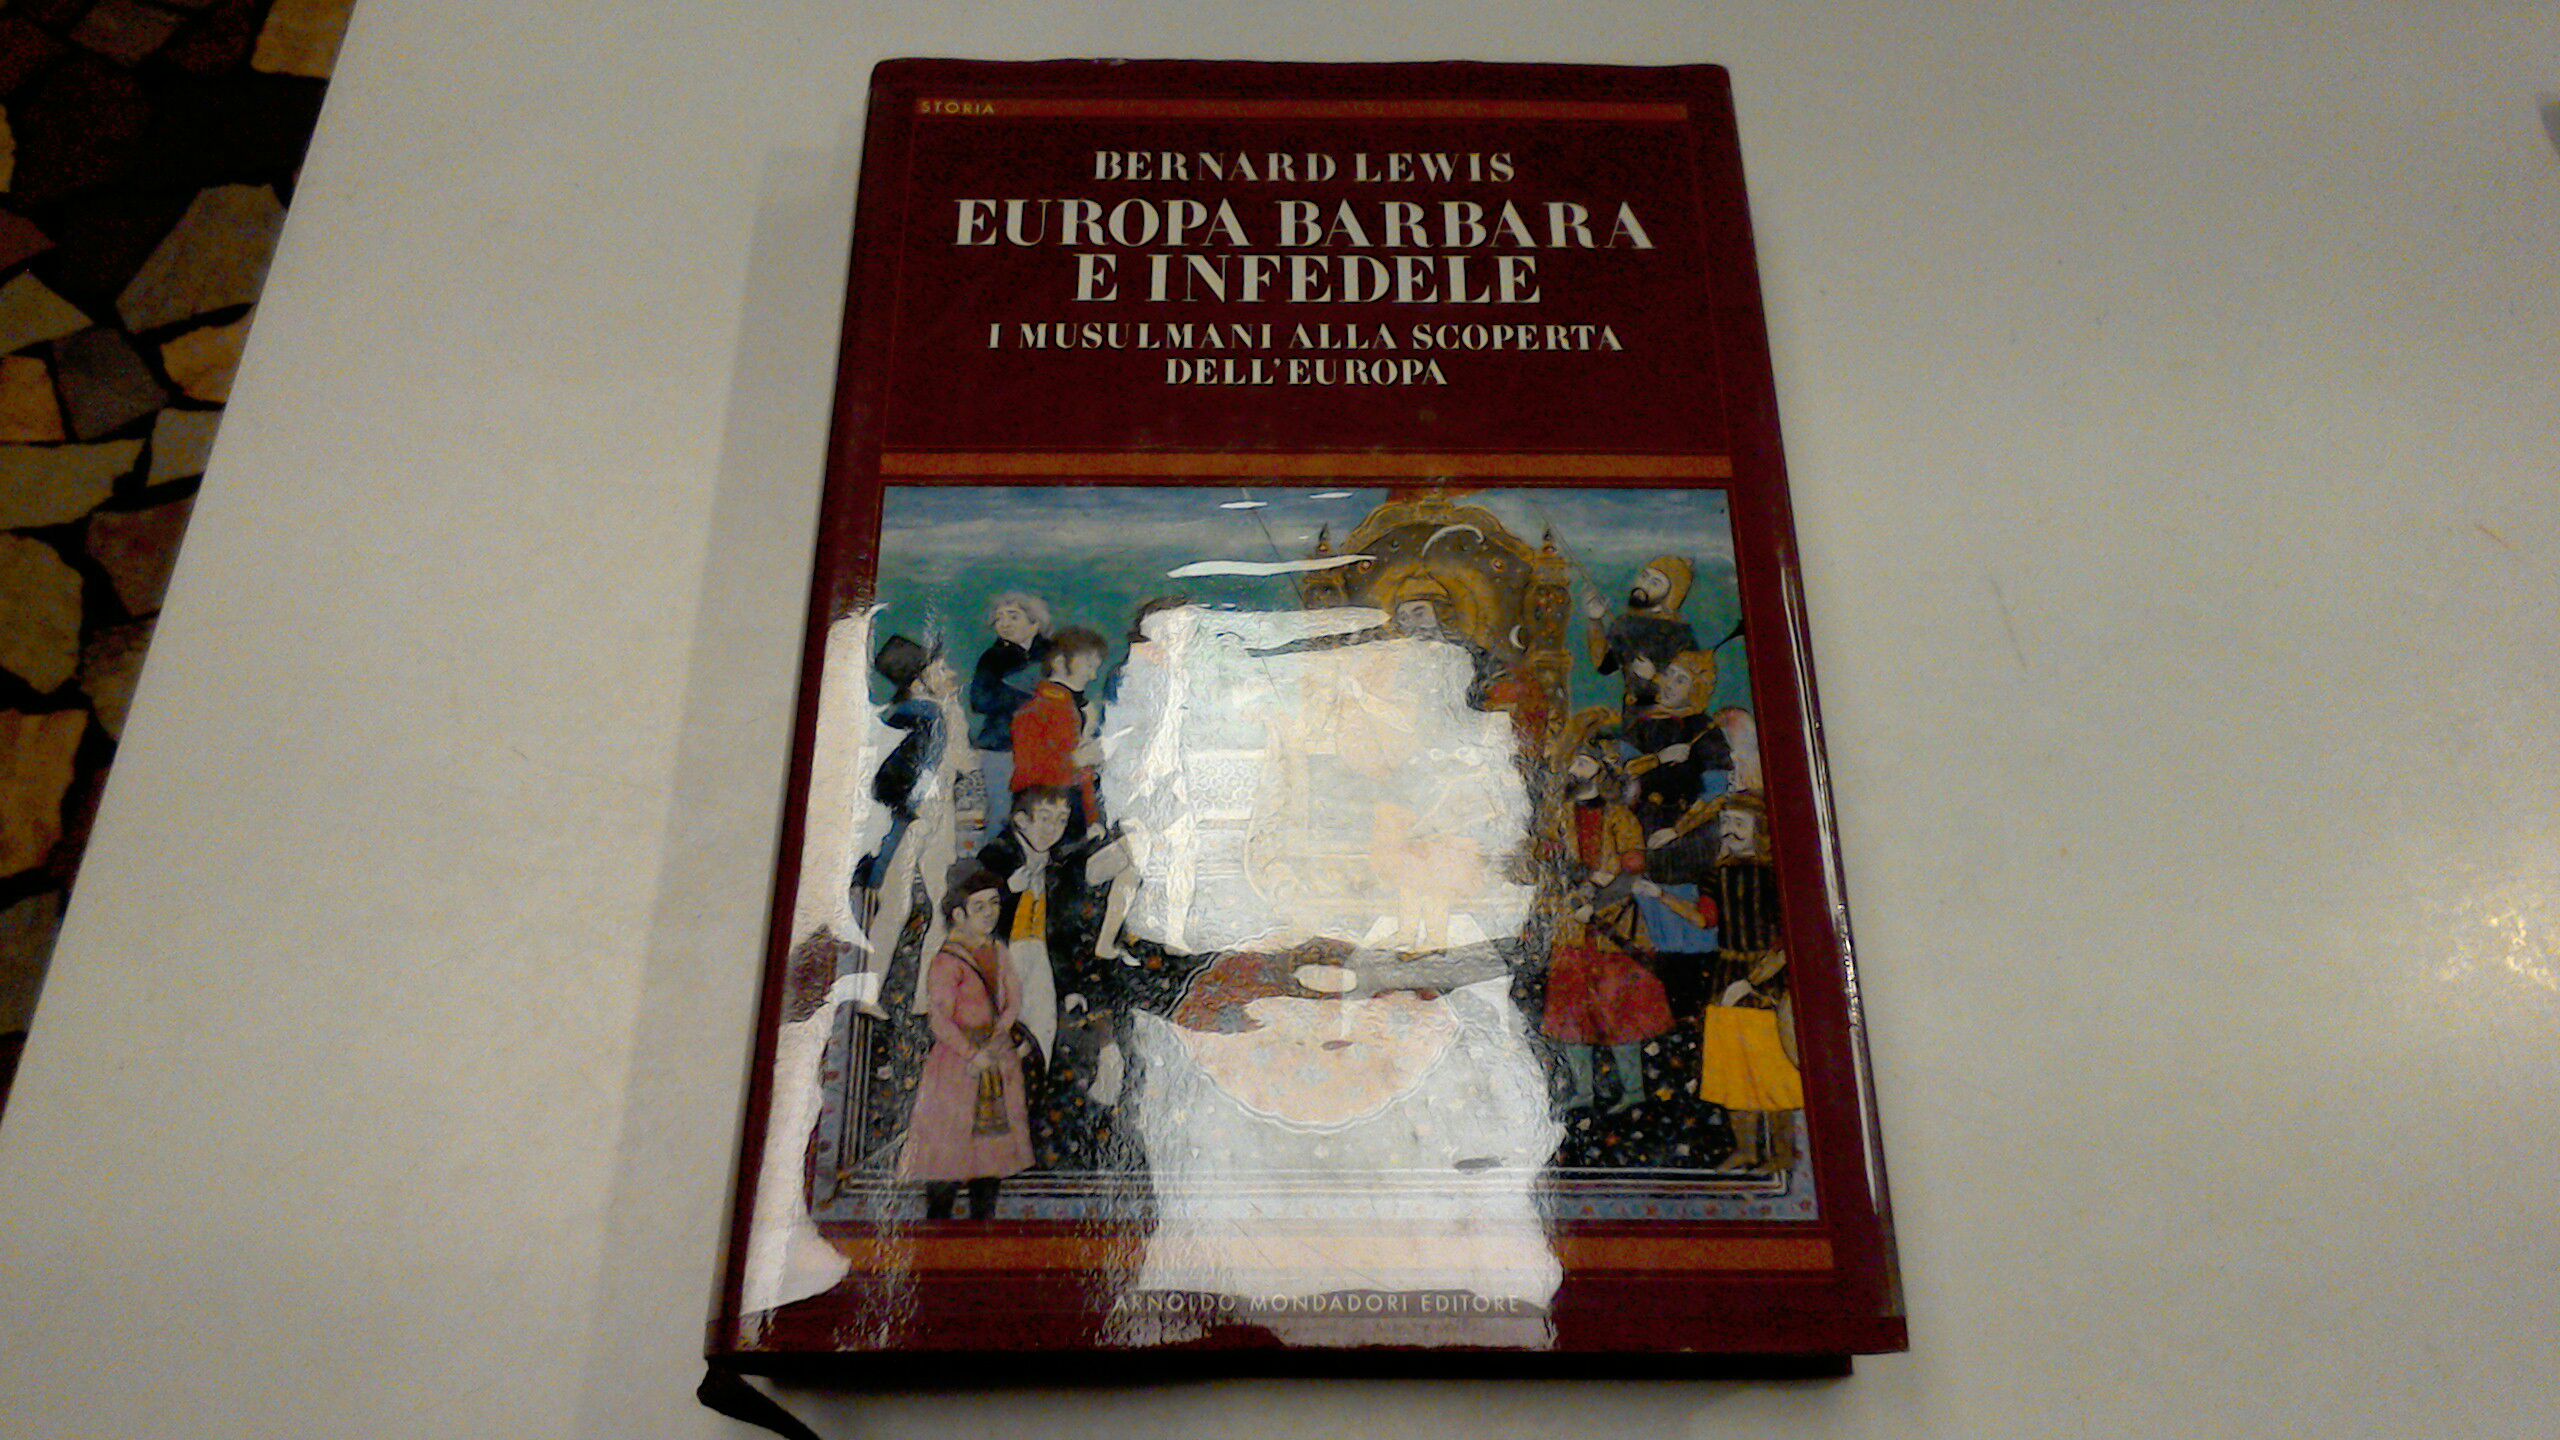 STORIA
BERNARD LEWIS
EUROPA BARBARA
E INFEDELE
I MUSULMANI ALLA SCOPERTA
DELL'EUROPA
ARNOLDO MONDADORI EDITORE